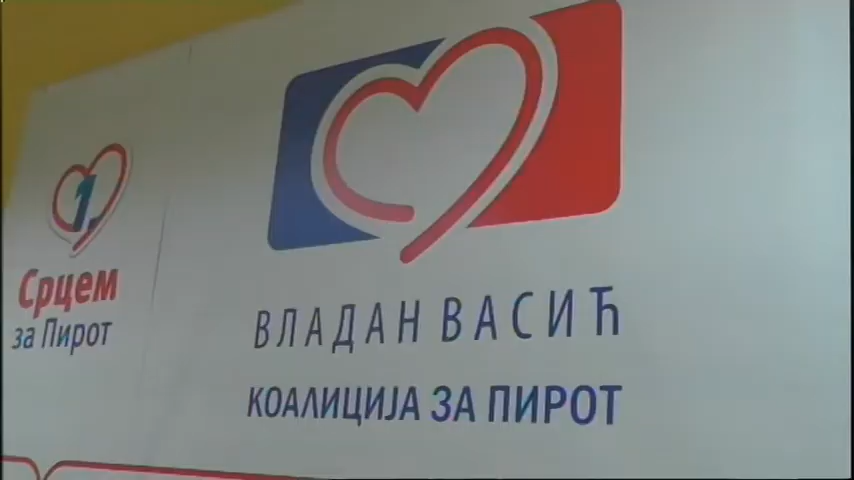 1.
Срцем
за Пирот
ВЛАДАН ВАСИЋ
КОАЛИЦИЈА ЗА ПИРОТ